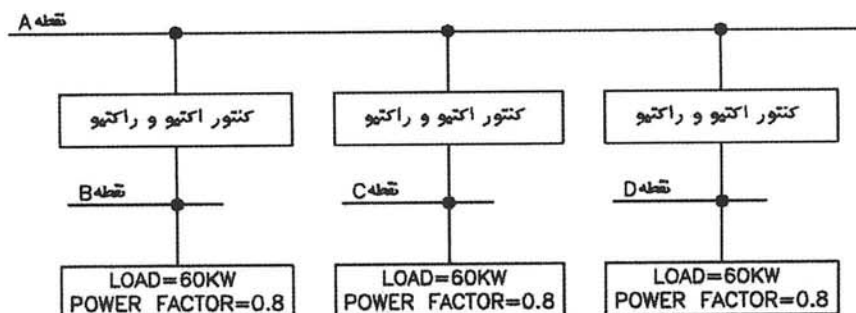 نقطه A
کنتور اکتیو و راکتیو
کنتور اکتیو و راکتیو
کنتور اکتیو و راکتیو
نقطه B
نقطه C
نقطه D
LOAD=60KW
POWER FACTOR=0.8
LOAD=60KW
POWER FACTOR=0.8
LOAD=60KW
POWER FACTOR=0.8